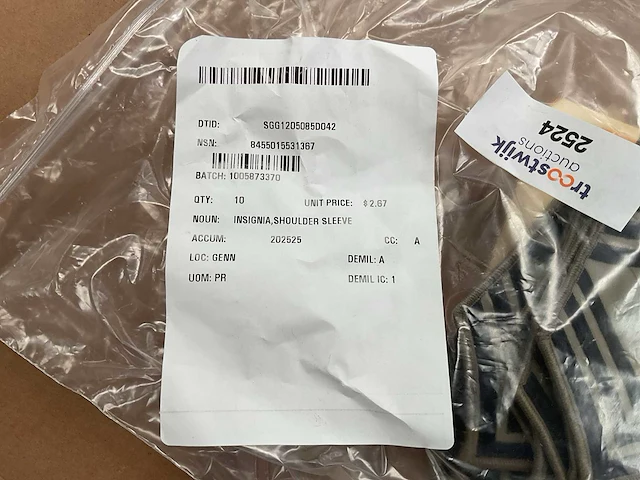 DTID: SGG1205085D042
NSN: 8455015531367
BATCH: 1005873370
QTY: 10 UNIT PRICE: $ 2.67
NOUN: INSIGNIA,SHOULDER SLEEVE
ACCUM: 202525 CC: A
LOC: GENN DEMIL: A
UOM: PR DEMIL IC: 1
troostwijk
auctions
2524